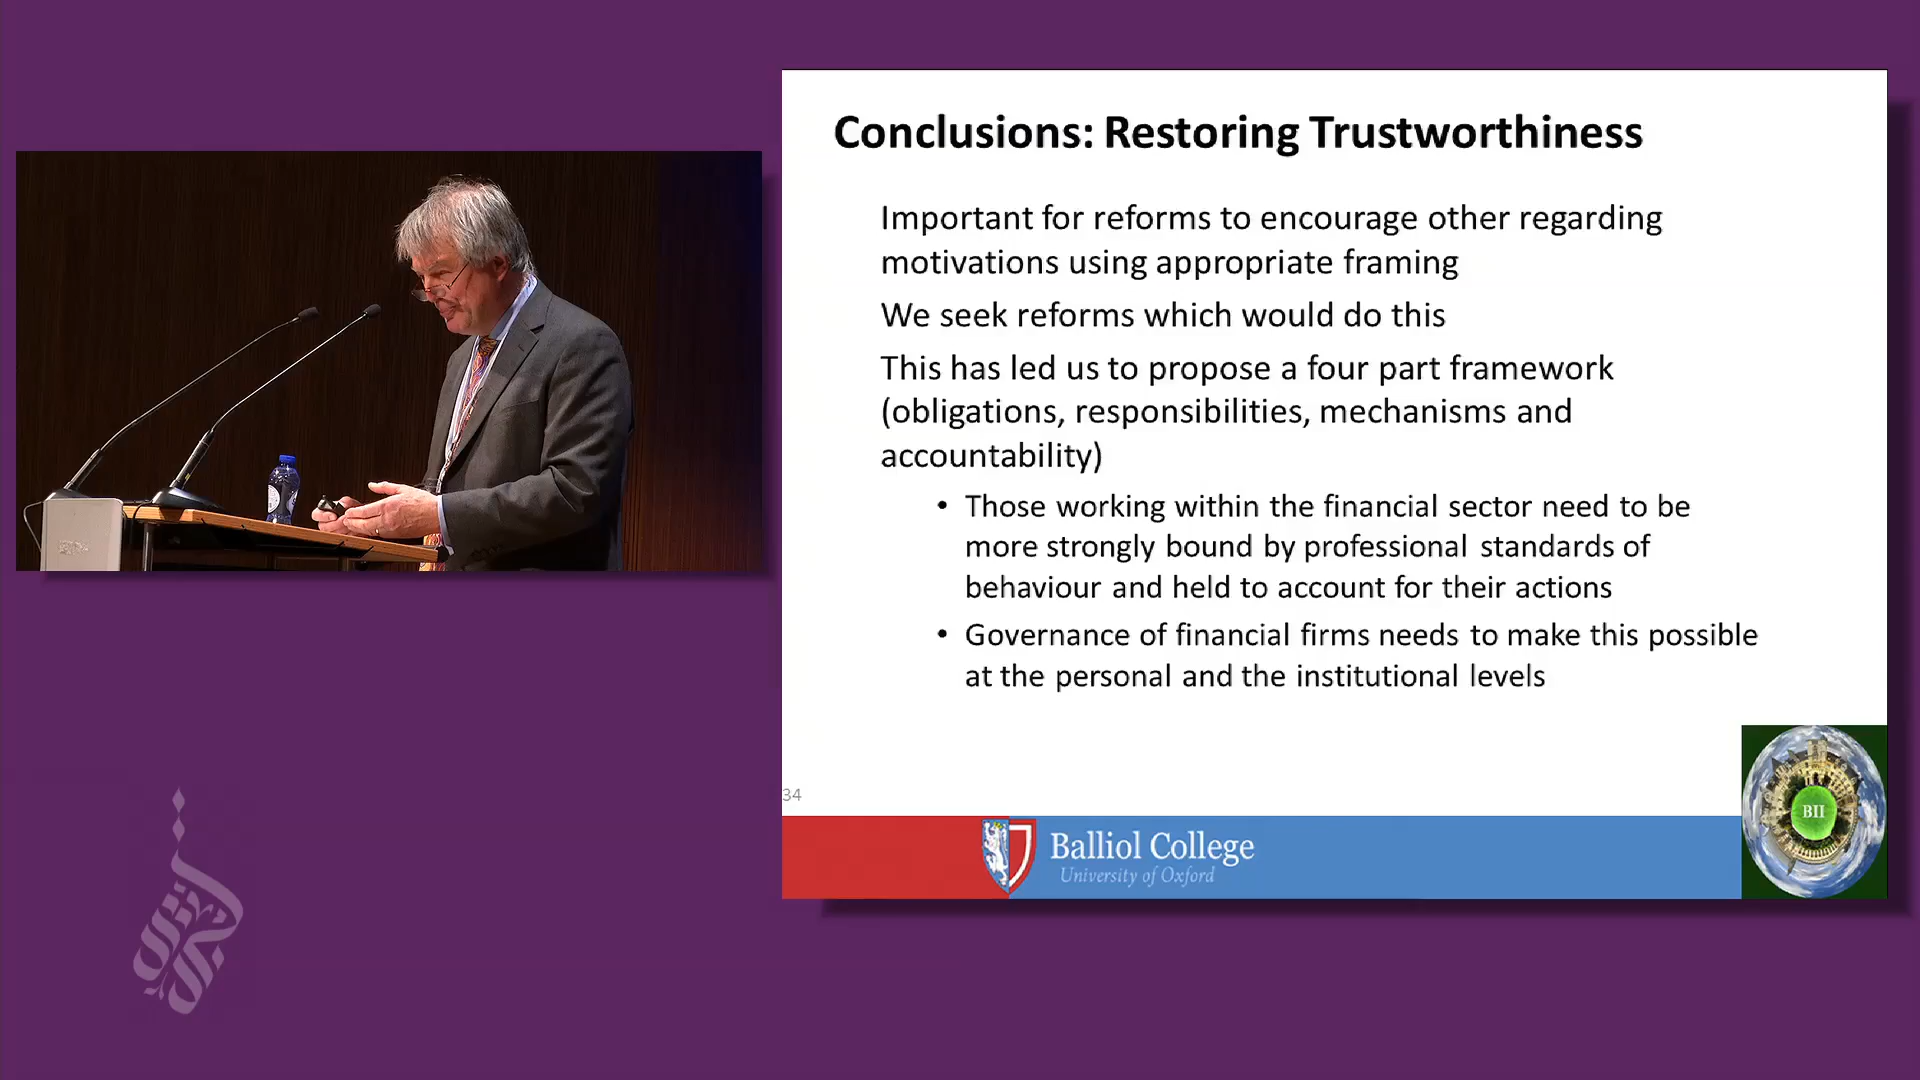 Conclusions: Restoring Trustworthiness
Important for reforms to encourage other regarding
motivations using appropriate framing
We seek reforms which would do this
This has led us to propose a four part framework
(obligations, responsibilities, mechanisms and
accountability)
• Those working within the financial sector need to be
more strongly bound by professional standards of
behaviour and held to account for their actions
• Governance of financial firms needs to make this possible
at the personal and the institutional levels
34
Balliol College
University of Oxford
BII